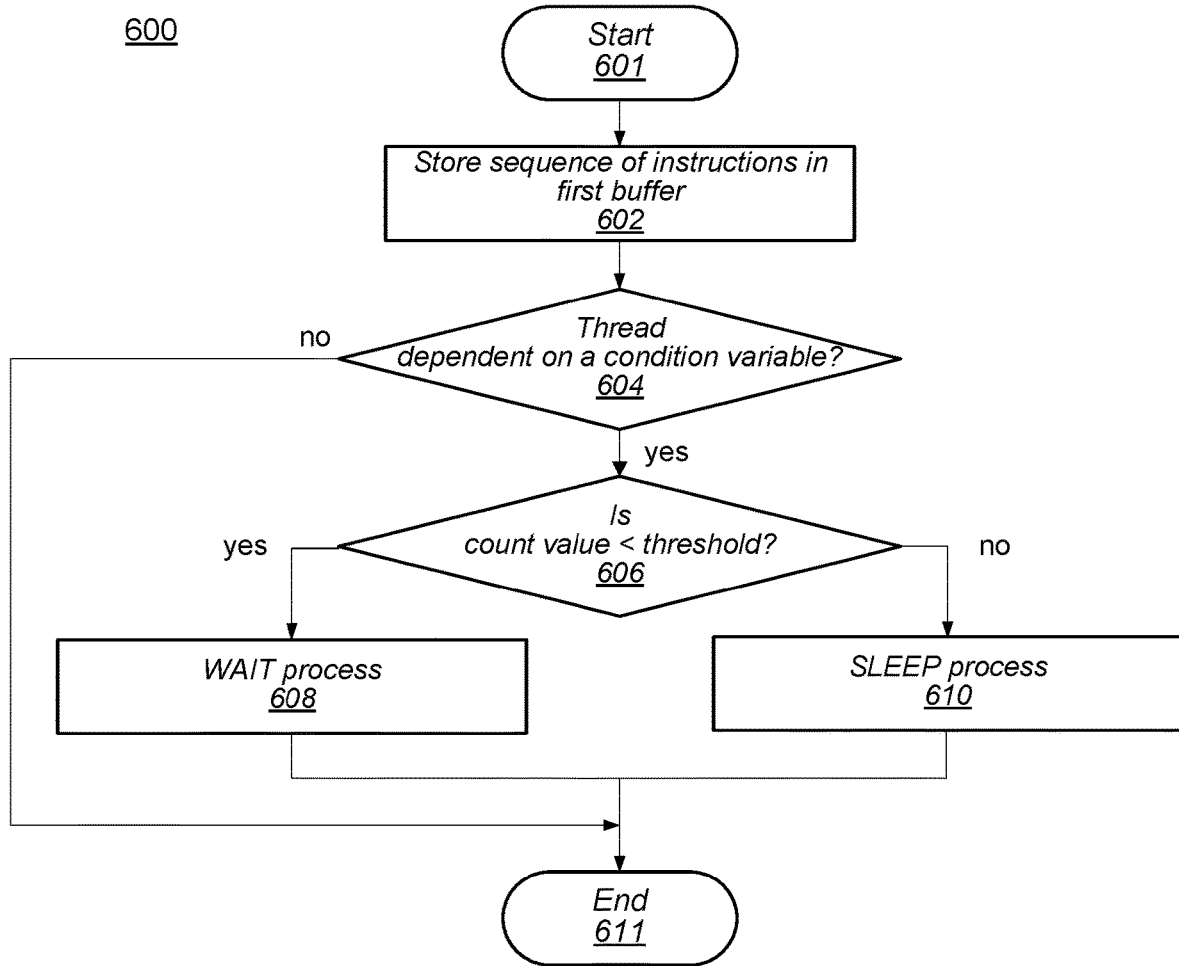 600
Start
601
Store sequence of instructions in
first buffer
602
no
Thread
dependent on a condition variable?
604
yes
Is
yes
count value < threshold?
no
606
WAIT process
608
SLEEP process
610
End
611